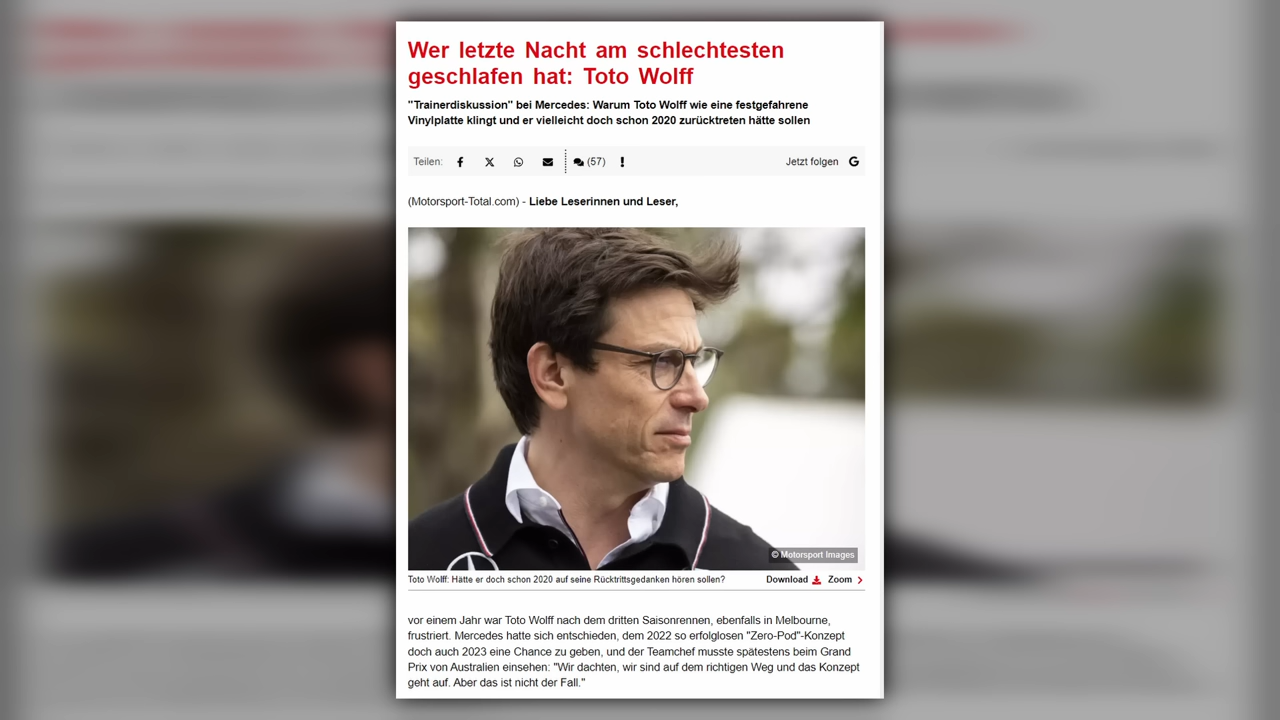 Wer letzte Nacht am schlechtesten
geschlafen hat: Toto Wolff
"Trainerdiskussion" bei Mercedes: Warum Toto Wolff wie eine festgefahrene
Vinylplatte klingt und er vielleicht doch schon 2020 zurücktreten hätte sollen
Teilen: (57) Jetzt folgen
(Motorsport-Total.com) - Liebe Leserinnen und Leser,
© Motorsport Images
Toto Wolff: Hätte er doch schon 2020 auf seine Rücktrittsgedanken hören sollen? Download Zoom
vor einem Jahr war Toto Wolff nach dem dritten Saisonrennen, ebenfalls in Melbourne,
frustriert. Mercedes hatte sich entschieden, dem 2022 so erfolglosen "Zero-Pod"-Konzept
doch auch 2023 eine Chance zu geben, und der Teamchef musste spätestens beim Grand
Prix von Australien einsehen: "Wir dachten, wir sind auf dem richtigen Weg und das Konzept
geht auf. Aber das ist nicht der Fall."